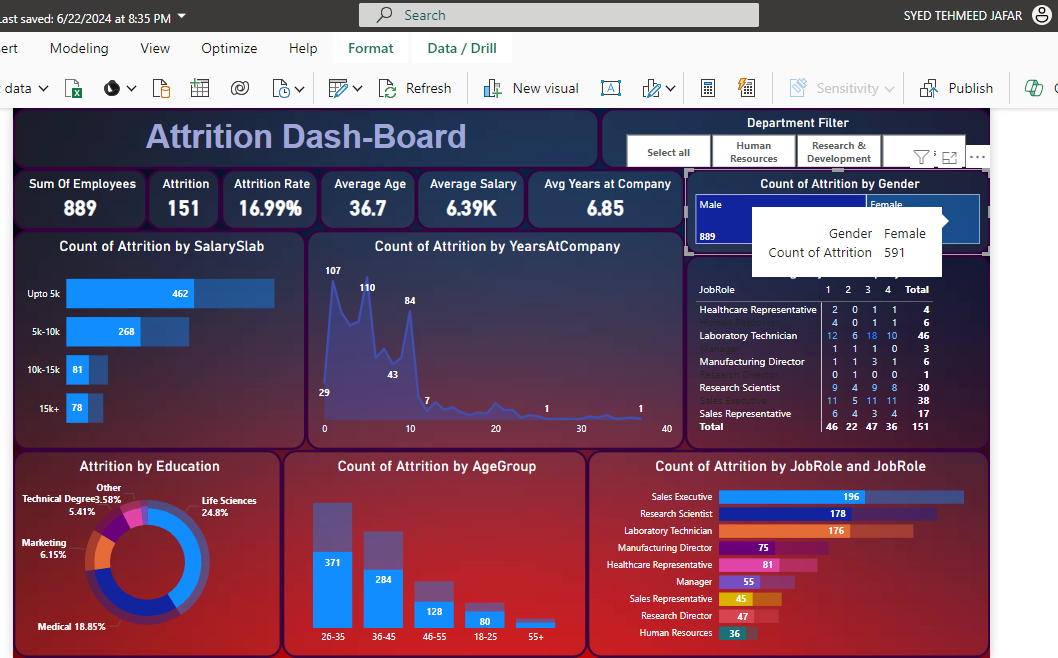 ast saved: 6/22/2024 at 8:35 PM
Search
SYED TEHMEED JAFAR
ert Modeling View Optimize Help Format Data / Drill
data Refresh New visual Sensitivity Publish
Attrition Dash-Board
Department Filter
Select all
Human Resources
Research & Development
Sum Of Employees
889
Attrition
151
Attrition Rate
16.99%
Average Age
36.7
Average Salary
6.39K
Avg Years at Company
6.85
Count of Attrition by Gender
Male
889
Female
Gender Female
Count of Attrition 591
Count of Attrition by SalarySlab
Upto 5k 462
5k-10k 268
10k-15k 81
15k+ 78
Count of Attrition by YearsAtCompany
107
110
84
43
29
7
1
1
0 10 20 30 40
JobRole 1 2 3 4 Total
Healthcare Representative 2 0 1 1 4
4 0 1 1 6
Laboratory Technician 12 6 18 10 46
1 1 1 0 3
Manufacturing Director 1 1 3 1 6
Research Director 0 1 0 0 1
Research Scientist 9 4 9 8 30
Sales Executive 11 5 11 11 38
Sales Representative 6 4 3 4 17
Total 46 22 47 36 151
Attrition by Education
Other
3.58%
Technical Degree
5.41%
Life Sciences
24.8%
Marketing
6.15%
Medical 18.85%
Count of Attrition by AgeGroup
371
284
128
80
26-35 36-45 46-55 18-25 55+
Count of Attrition by JobRole and JobRole
Sales Executive 196
Research Scientist 178
Laboratory Technician 176
Manufacturing Director 75
Healthcare Representative 81
Manager 55
Sales Representative 45
Research Director 47
Human Resources 36